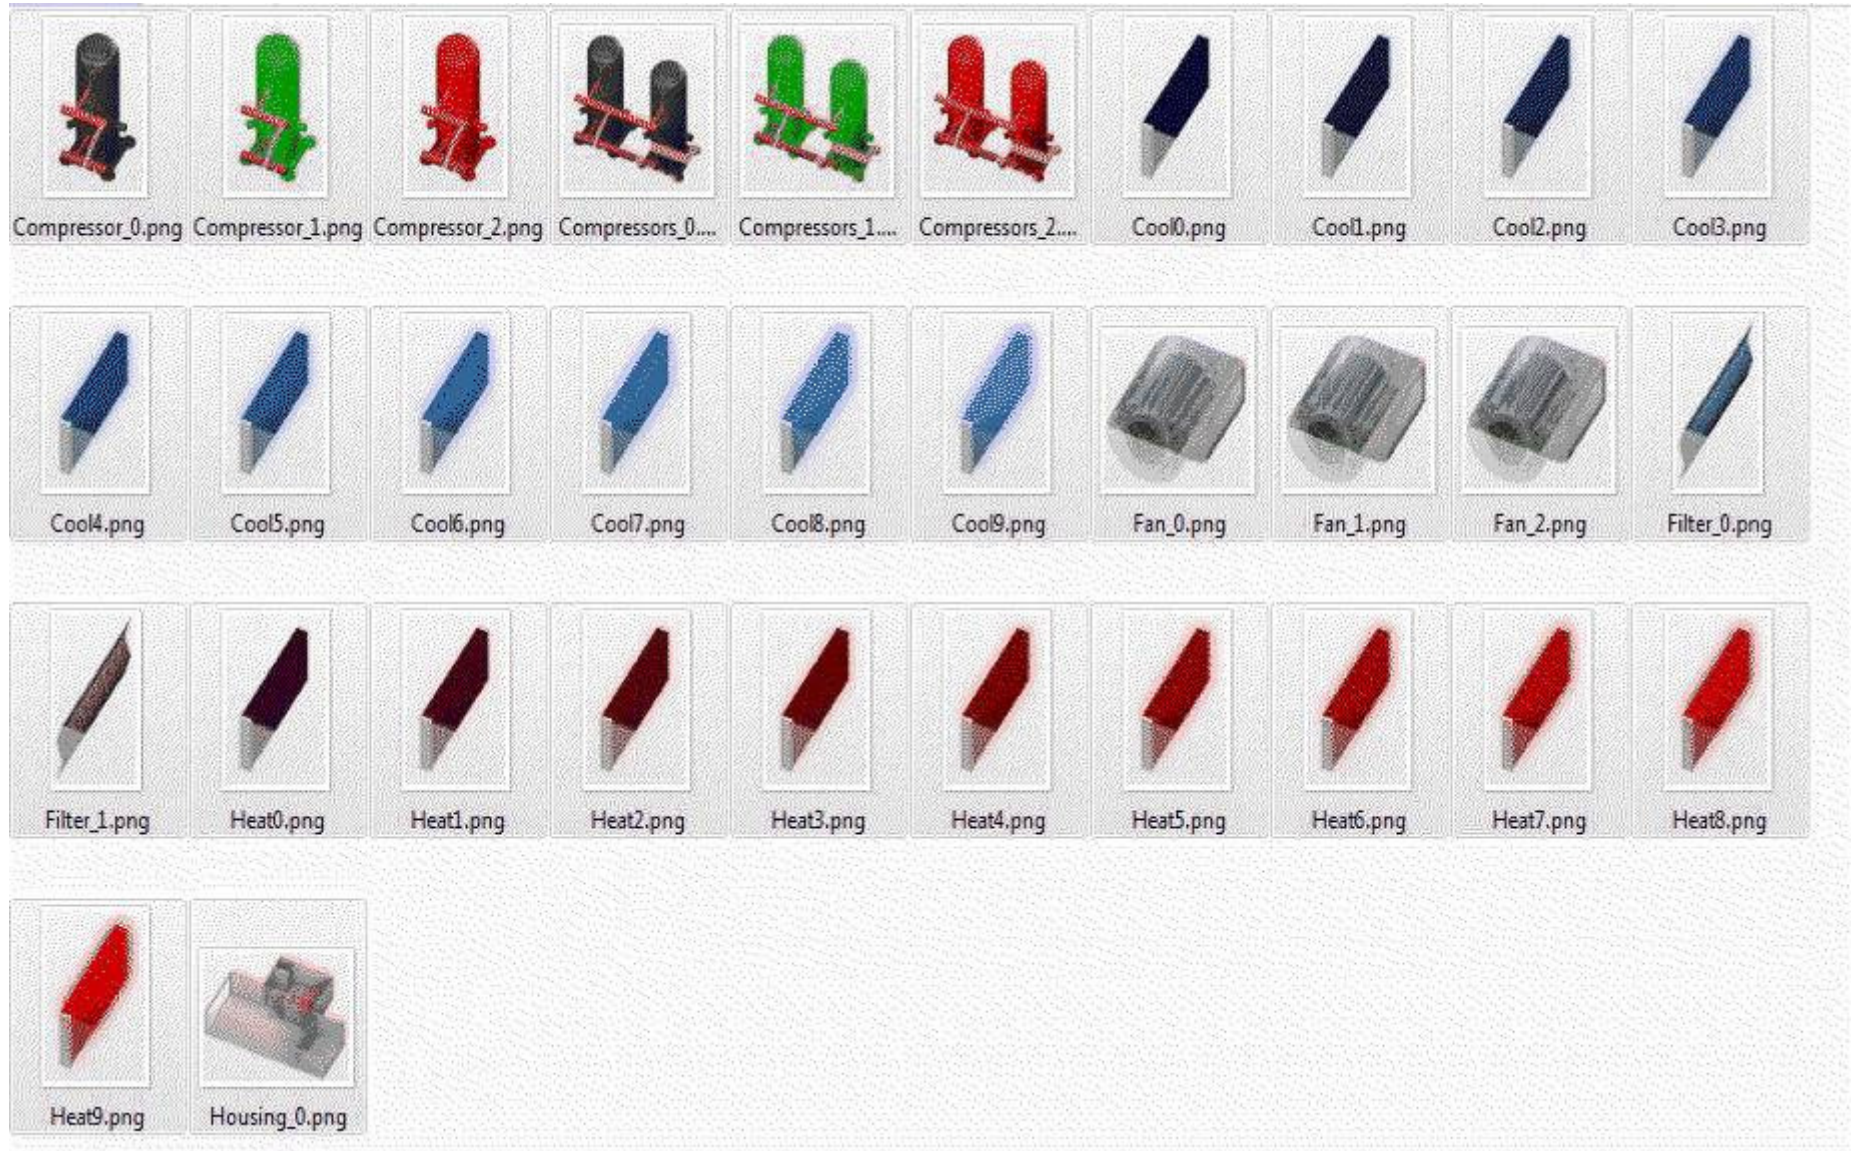 Compressor_0.png Compressor_1.png Compressor_2.png Compressors_0.... Compressors_1.... Compressors_2.... Cool0.png Cool1.png Cool2.png Cool3.png
Cool4.png Cool5.png Cool6.png Cool7.png Cool8.png Cool9.png Fan_0.png Fan_1.png Fan_2.png Filter_0.png
Filter_1.png Heat0.png Heat1.png Heat2.png Heat3.png Heat4.png Heat5.png Heat6.png Heat7.png Heat8.png
Heat9.png Housing_0.png